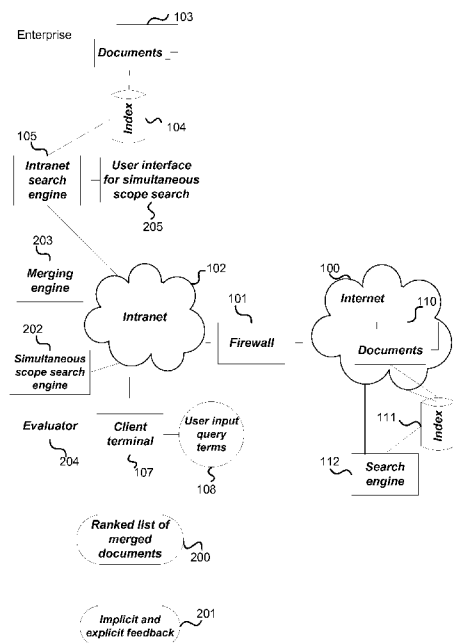 103
Enterprise
Documents
Index
104
105
Intranet
search
engine
User interface
for simultaneous
scope search
205
203
Merging
engine
102
Intranet
101
Firewall
100
Internet
110
Documents
202
Simultaneous
scope search
engine
Evaluator
204
Client
terminal
107
User input
query
terms
108
111
Index
112
Search
engine
Ranked list of
merged
documents
200
201
Implicit and
explicit feedback